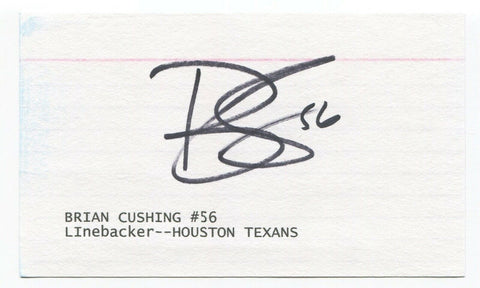 56
BRIAN CUSHING #56
LInebacker--HOUSTON TEXANS